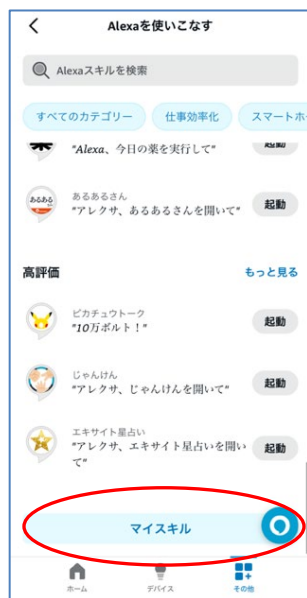 Alexaを使いこなす
Alexaスキルを検索
すべてのカテゴリー 仕事効率化 スマートホ
"Alexa、今日の薬を実行して" 起動
あるある
あるあるさん
"アレクサ、あるあるさんを開いて" 起動
高評価 もっと見る
ピカチュウトーク
"10万ボルト！" 起動
じゃんけん
"アレクサ、じゃんけんを開いて" 起動
エキサイト星占い
"アレクサ、エキサイト星占いを開い
て" 起動
マイスキル
ホーム デバイス その他